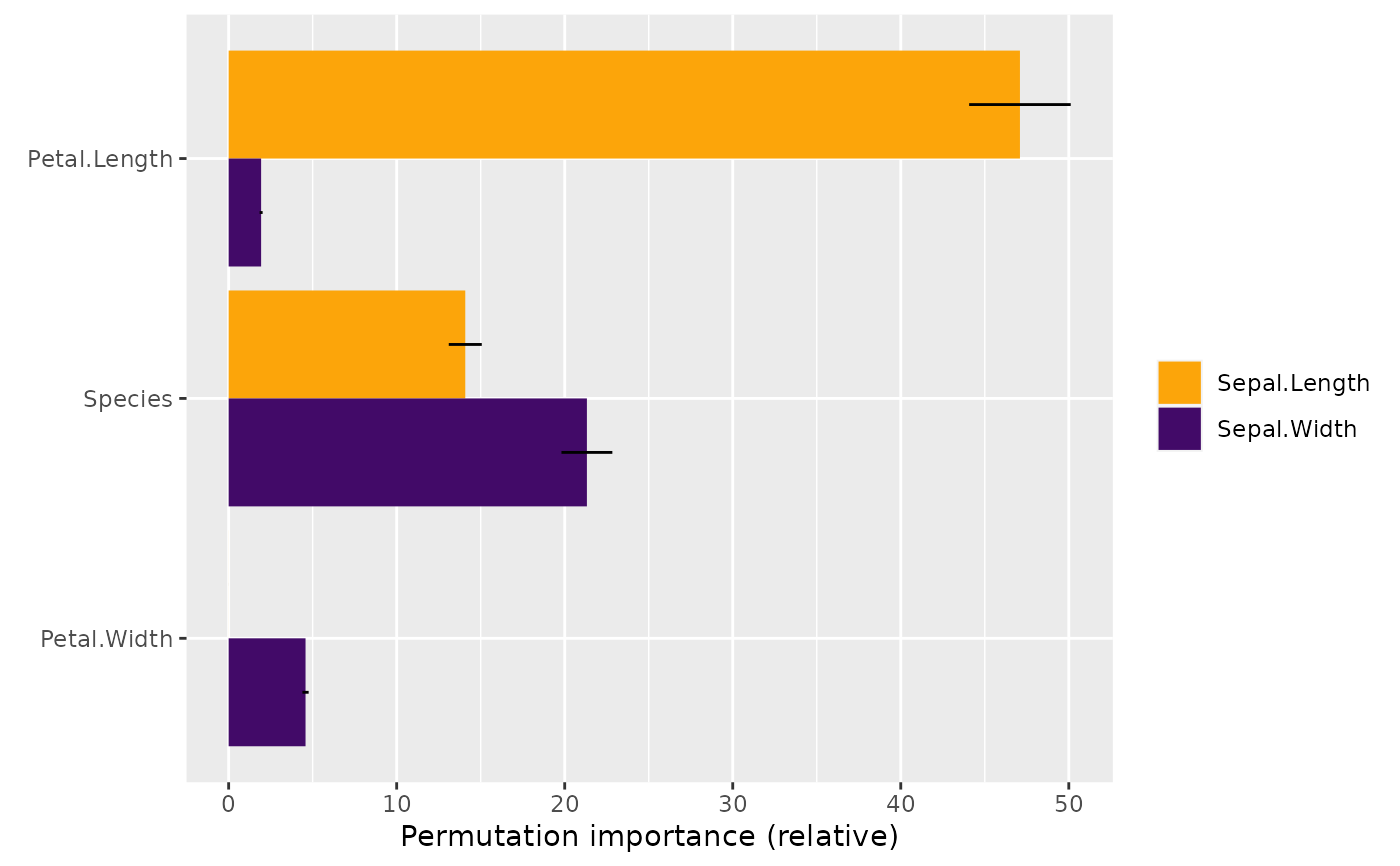 Petal.Length
Species
Petal.Width
0 10 20 30 40 50
Permutation importance (relative)
Sepal.Length
Sepal.Width